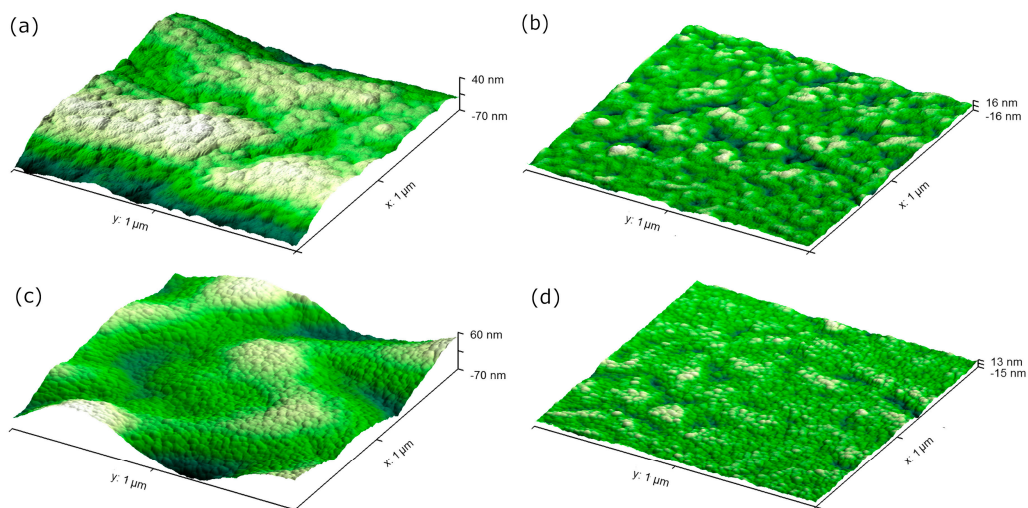 (a)
40 nm
-70 nm
x: 1 µm
y: 1 µm
(b)
16 nm
-16 nm
x: 1 µm
y: 1 µm
(c)
60 nm
-70 nm
x: 1 µm
y: 1 µm
(d)
13 nm
-15 nm
x: 1 µm
y: 1 µm